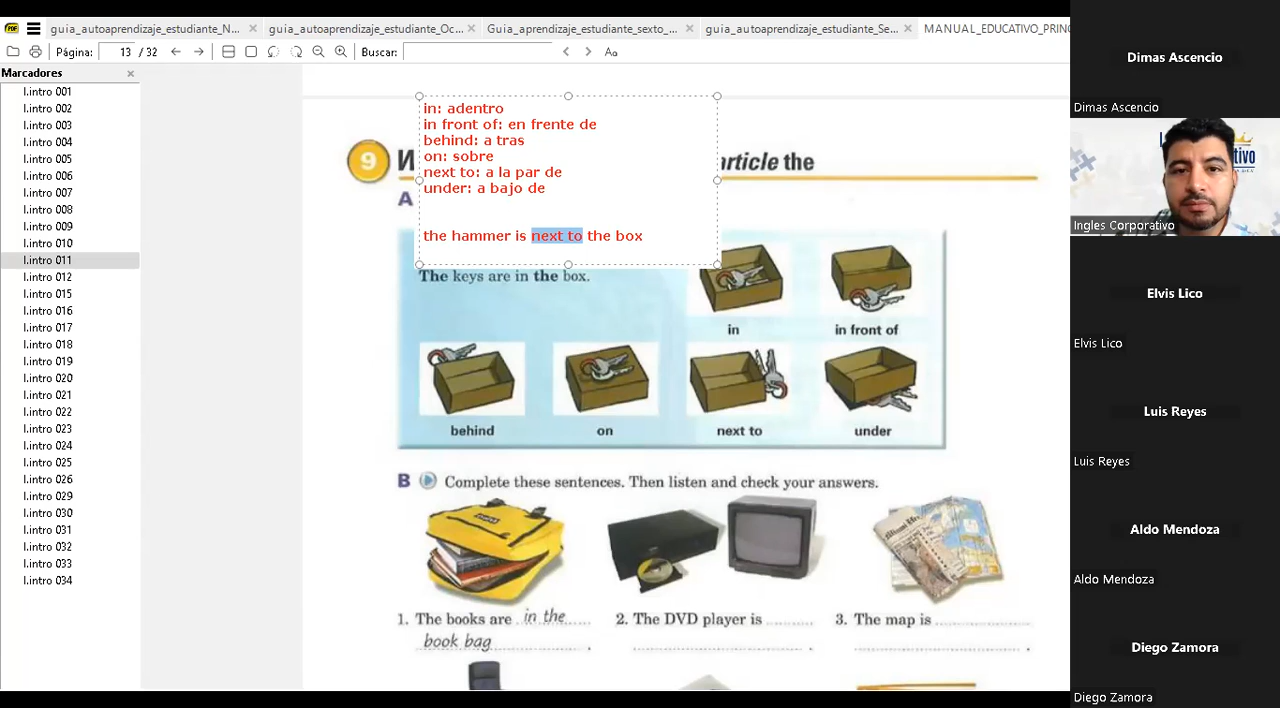 guia_autoaprendizaje_estudiante_N...
guia_autoaprendizaje_estudiante_Oc...
Guia_aprendizaje_estudiante_sexto_...
guia_autoaprendizaje_estudiante_Se...
MANUAL_EDUCATIVO_PRINC
Página: 13 / 32
Buscar:
Aa
Marcadores
I.intro 001
I.intro 002
I.intro 003
I.intro 004
I.intro 005
I.intro 006
I.intro 007
I.intro 008
I.intro 009
I.intro 010
I.intro 011
I.intro 012
I.intro 015
I.intro 016
I.intro 017
I.intro 018
I.intro 019
I.intro 020
I.intro 021
I.intro 022
I.intro 023
I.intro 024
I.intro 025
I.intro 026
I.intro 029
I.intro 030
I.intro 031
I.intro 032
I.intro 033
I.intro 034
in: adentro
in front of: en frente de
behind: a tras
on: sobre
next to: a la par de
under: a bajo de
the hammer is next to the box
9 article the
A
The keys are in the box.
in
in front of
behind
on
next to
under
B Complete these sentences. Then listen and check your answers.
1. The books are in the
book bag.
2. The DVD player is ..........
3. The map is ....................
Dimas Ascencio
Dimas Ascencio
Ingles Corporativo
Elvis Lico
Elvis Lico
Luis Reyes
Luis Reyes
Aldo Mendoza
Aldo Mendoza
Diego Zamora
Diego Zamora